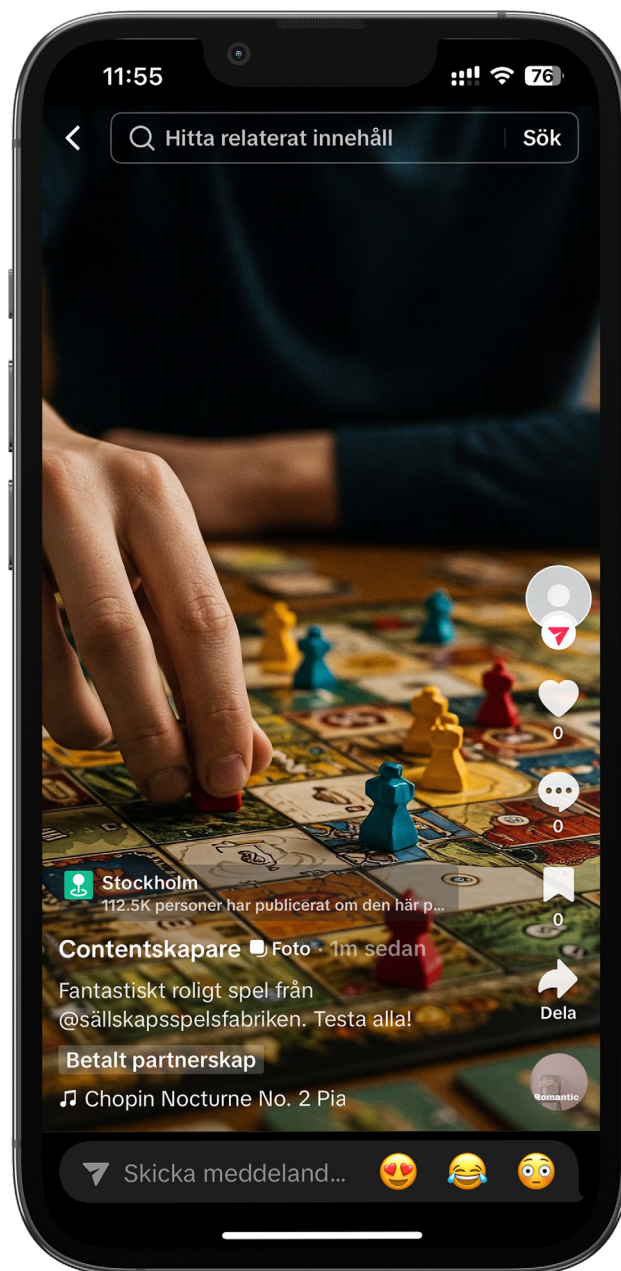 11:55
76
Hitta relaterat innehåll
Sök
0
0
Stockholm
112.5K personer har publicerat om den här p...
0
Contentskapare Foto · 1m sedan
Fantastiskt roligt spel från
@sällskapsspelsfabriken. Testa alla!
Dela
Betalt partnerskap
Chopin Nocturne No. 2 Pia
Romantic
Skicka meddeland...